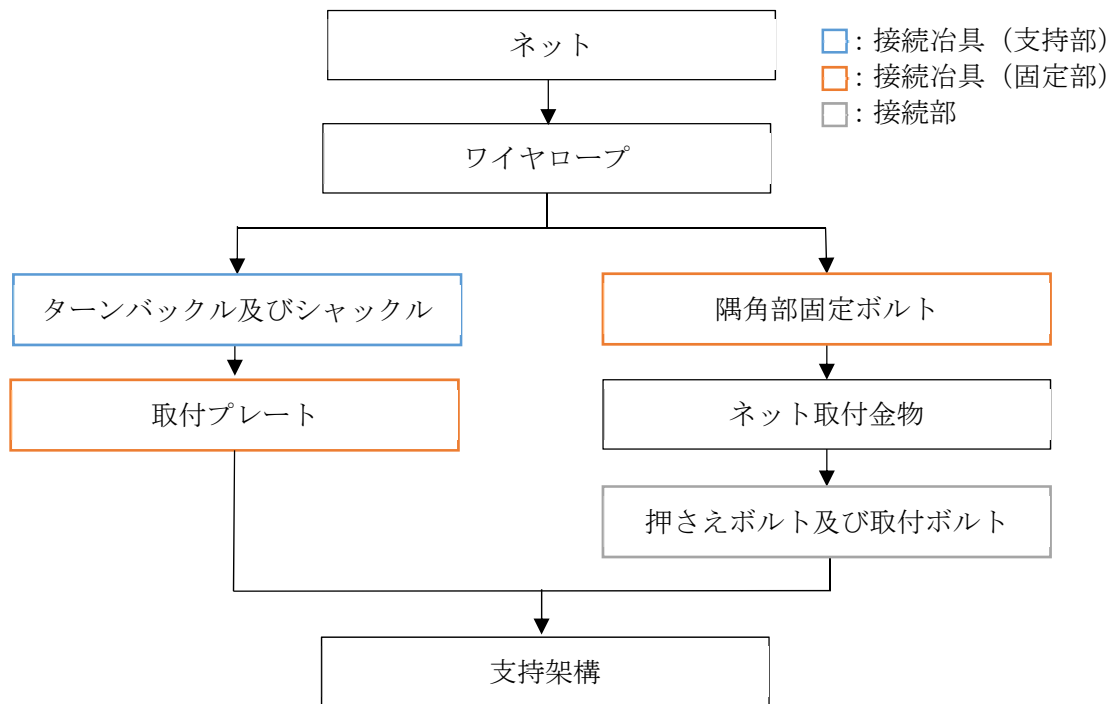 ネット
：接続冶具（支持部）
：接続冶具（固定部）
：接続部
ワイヤロープ
ターンバックル及びシャックル
隅角部固定ボルト
取付プレート
ネット取付金物
押さえボルト及び取付ボルト
支持架構